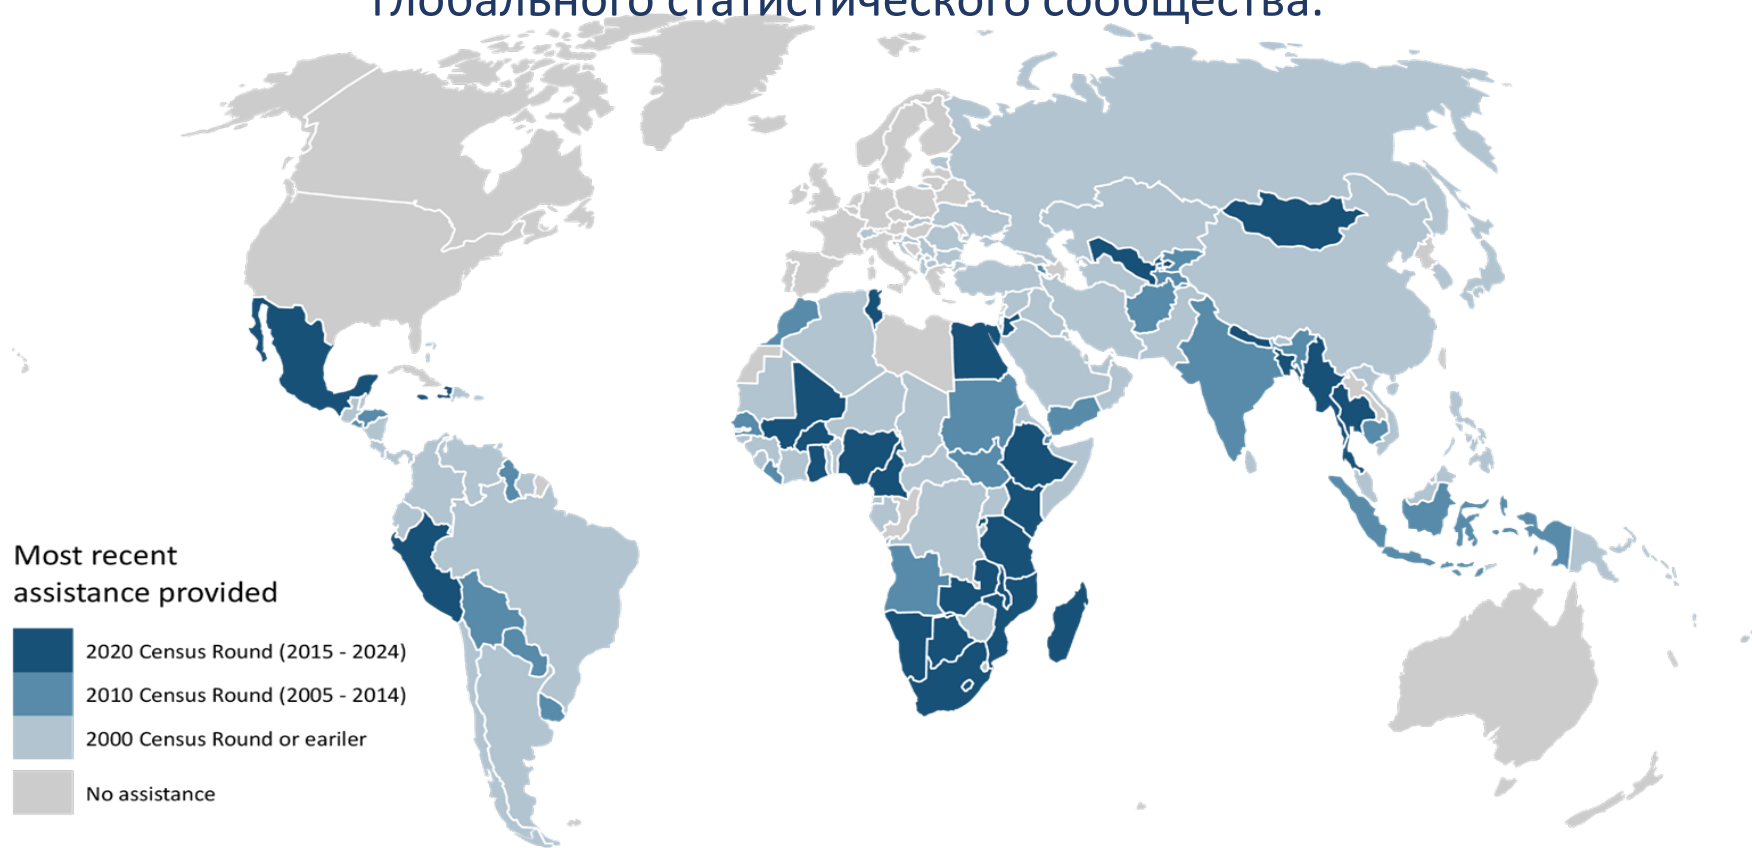 глобального статистического сообщества.
Most recent
assistance provided
2020 Census Round (2015 - 2024)
2010 Census Round (2005 - 2014)
2000 Census Round or eariler
No assistance